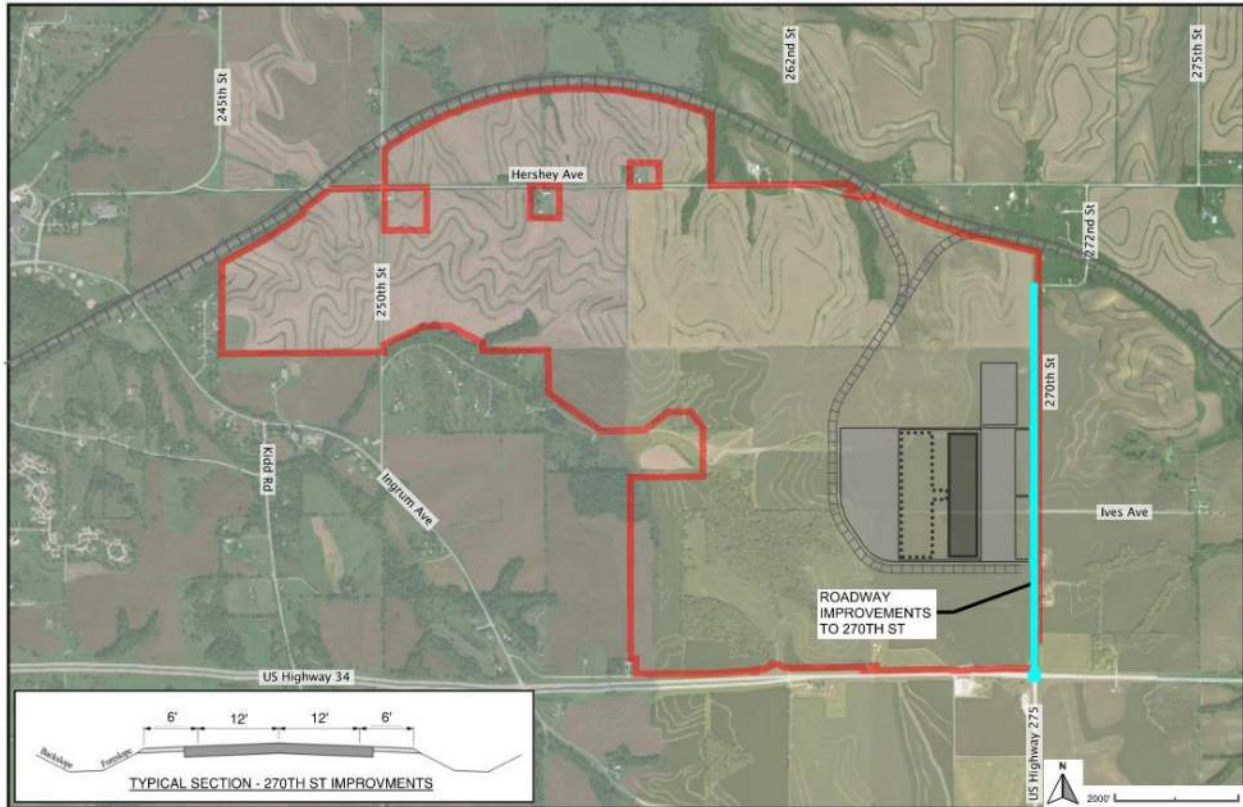 245th St
262nd St
275th St
Hershey Ave
272nd St
250th St
270th St
Kidd Rd
Ingrum Ave
Ives Ave
ROADWAY
IMPROVEMENTS
TO 270TH ST
US Highway 34
US Highway 275
6' 12' 12' 6'
Backslope
Foreslope
TYPICAL SECTION - 270TH ST IMPROVMENTS
N
2000'